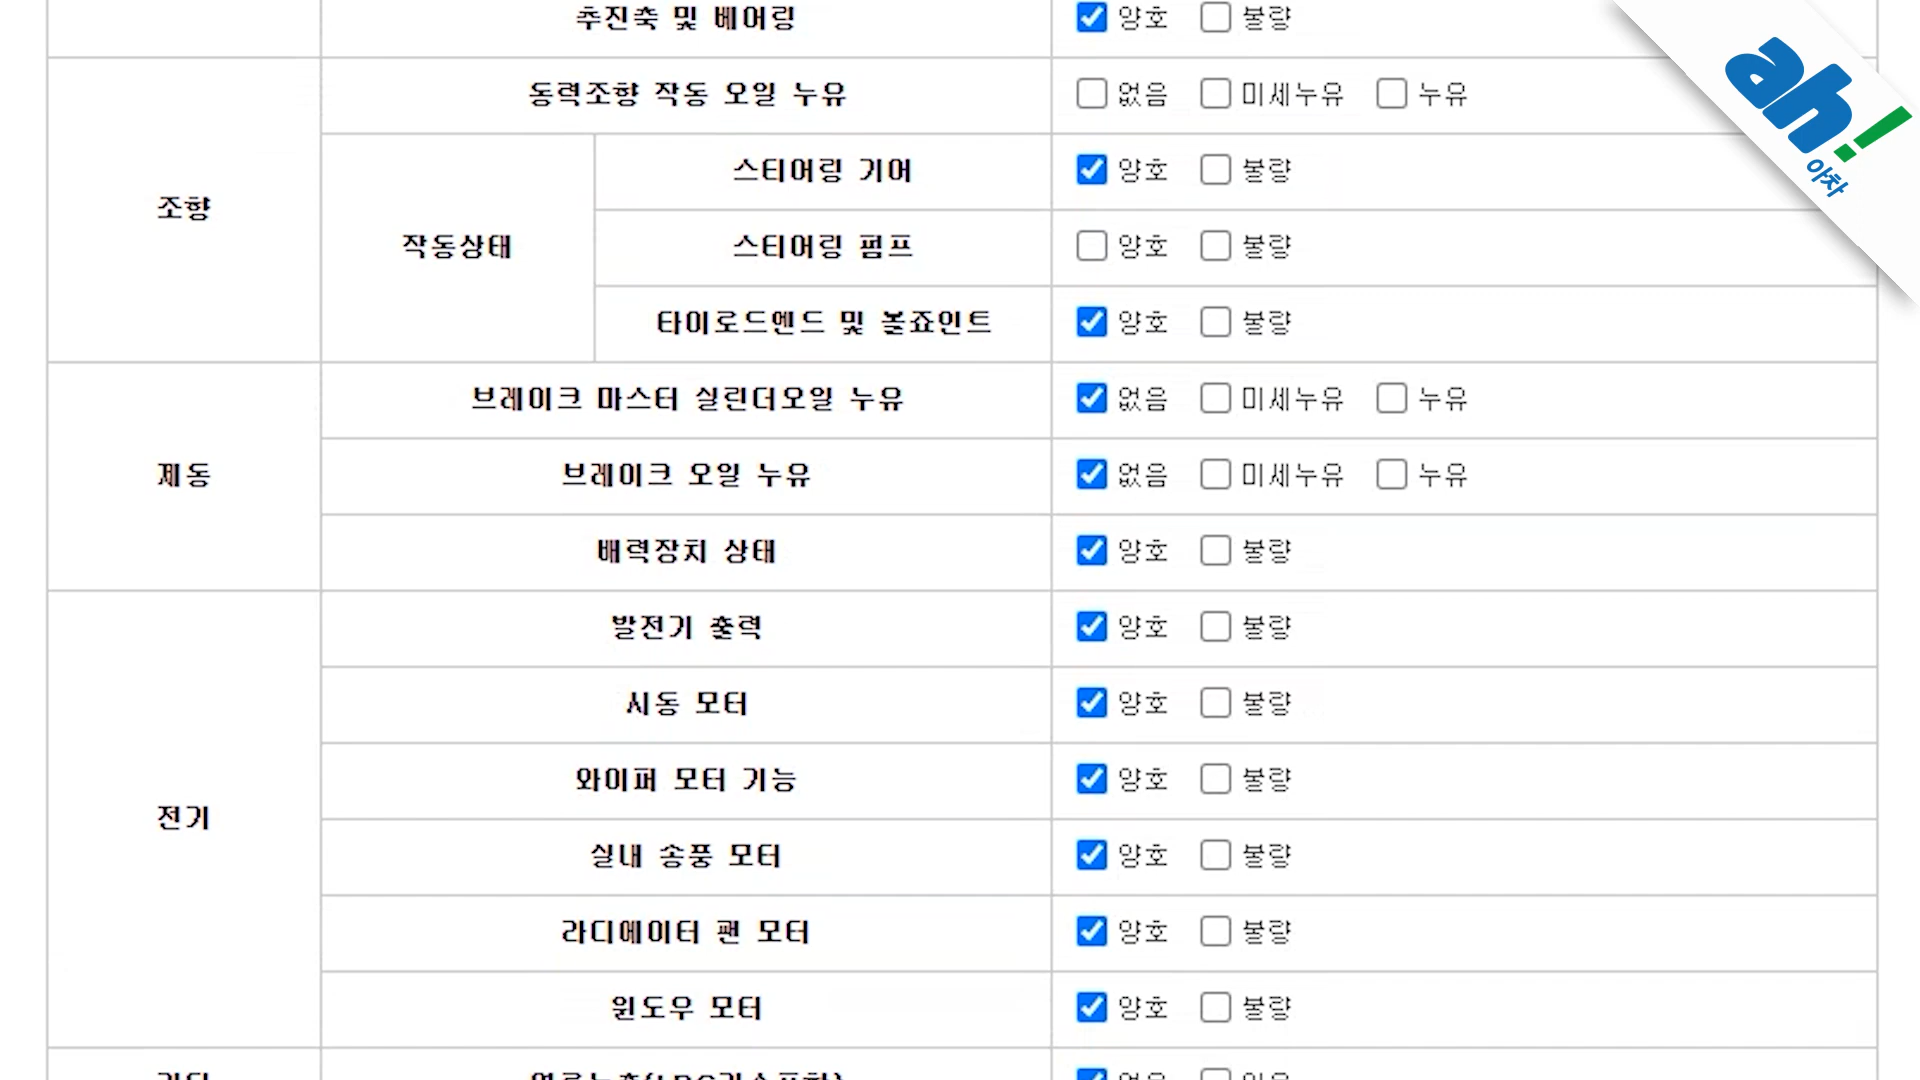 추진축 및 베어링 양호 불량
동력조향 작동 오일 누유 없음 미세누유 누유
조향
작동상태
스티어링 기어 양호 불량
스티어링 펌프 양호 불량
타이로드엔드 및 볼죠인트 양호 불량
제동
브레이크 마스터 실린더오일 누유 없음 미세누유 누유
브레이크 오일 누유 없음 미세누유 누유
배력장치 상태 양호 불량
전기
발전기 출력 양호 불량
시동 모터 양호 불량
와이퍼 모터 기능 양호 불량
실내 송풍 모터 양호 불량
라디에이터 팬 모터 양호 불량
윈도우 모터 양호 불량
ah!
아차